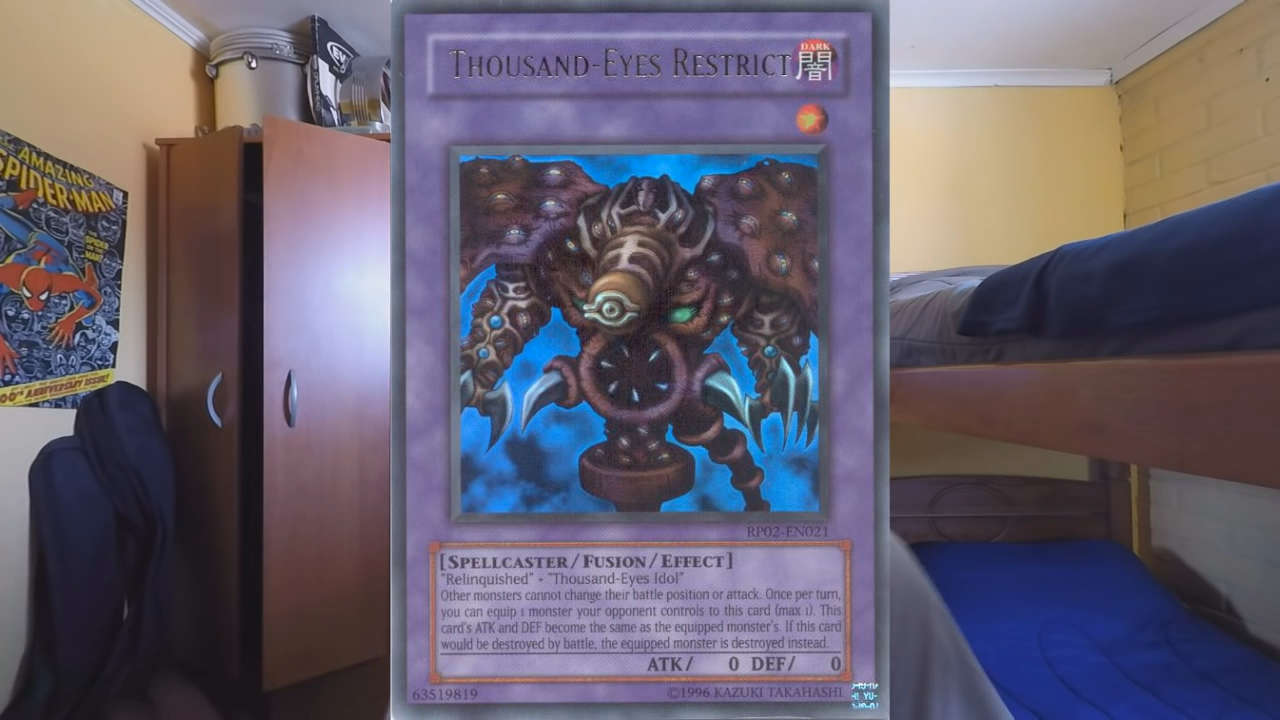 AMAZING
SPIDER-MAN
EV
THOUSAND-EYES RESTRICT
DARK
闇
RP02-EN021
[SPELLCASTER/FUSION/EFFECT]
"Relinquished" + "Thousand-Eyes Idol"
Other monsters cannot change their battle position or attack. Once per turn,
you can equip 1 monster your opponent controls to this card (max 1). This
card's ATK and DEF become the same as the equipped monster's. If this card
would be destroyed by battle, the equipped monster is destroyed instead.
ATK/ 0 DEF/ 0
63519819
©1996 KAZUKI TAKAHASHI
ANNIVERSARY ISSUE!